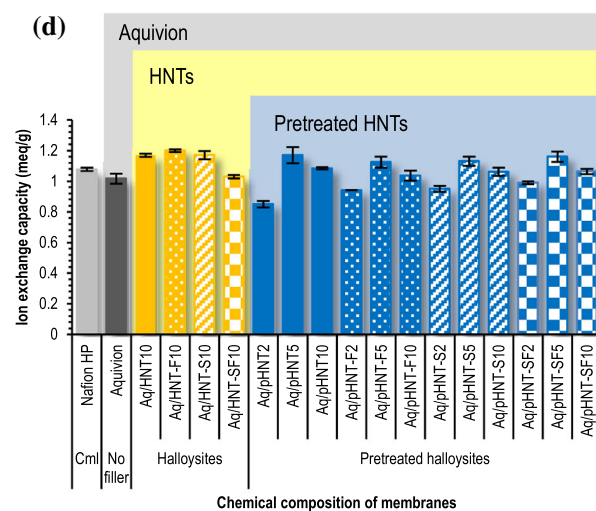 (d)
Aquivion
HNTs
Pretreated HNTs
Ion exchange capacity (meq/g)
1.4
1.2
1
0.8
0.6
0.4
0.2
0
Nafion HP
Aquivion
Aq/HNT10
Aq/HNT-F10
Aq/HNT-S10
Aq/HNT-SF10
Aq/pHNT2
Aq/pHNT5
Aq/pHNT10
Aq/pHNT-F2
Aq/pHNT-F5
Aq/pHNT-F10
Aq/pHNT-S2
Aq/pHNT-S5
Aq/pHNT-S10
Aq/pHNT-SF2
Aq/pHNT-SF5
Aq/pHNT-SF10
Cml
No
filler
Halloysites
Pretreated halloysites
Chemical composition of membranes